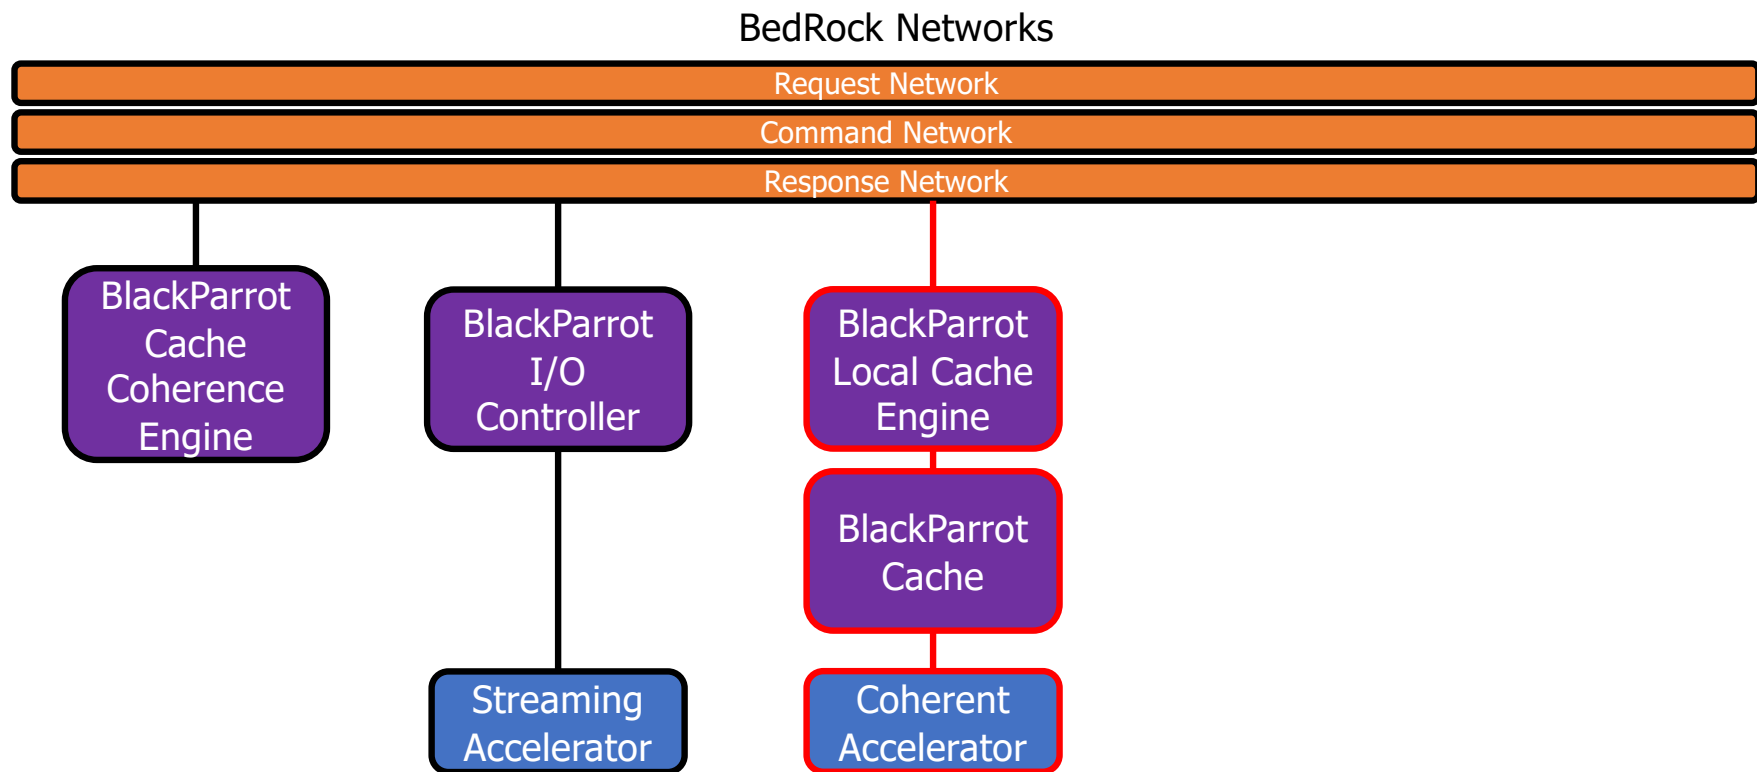 BedRock Networks
Request Network
Command Network
Response Network
BlackParrot
Cache
Coherence
Engine
BlackParrot
I/O
Controller
BlackParrot
Local Cache
Engine
BlackParrot
Cache
Streaming
Accelerator
Coherent
Accelerator